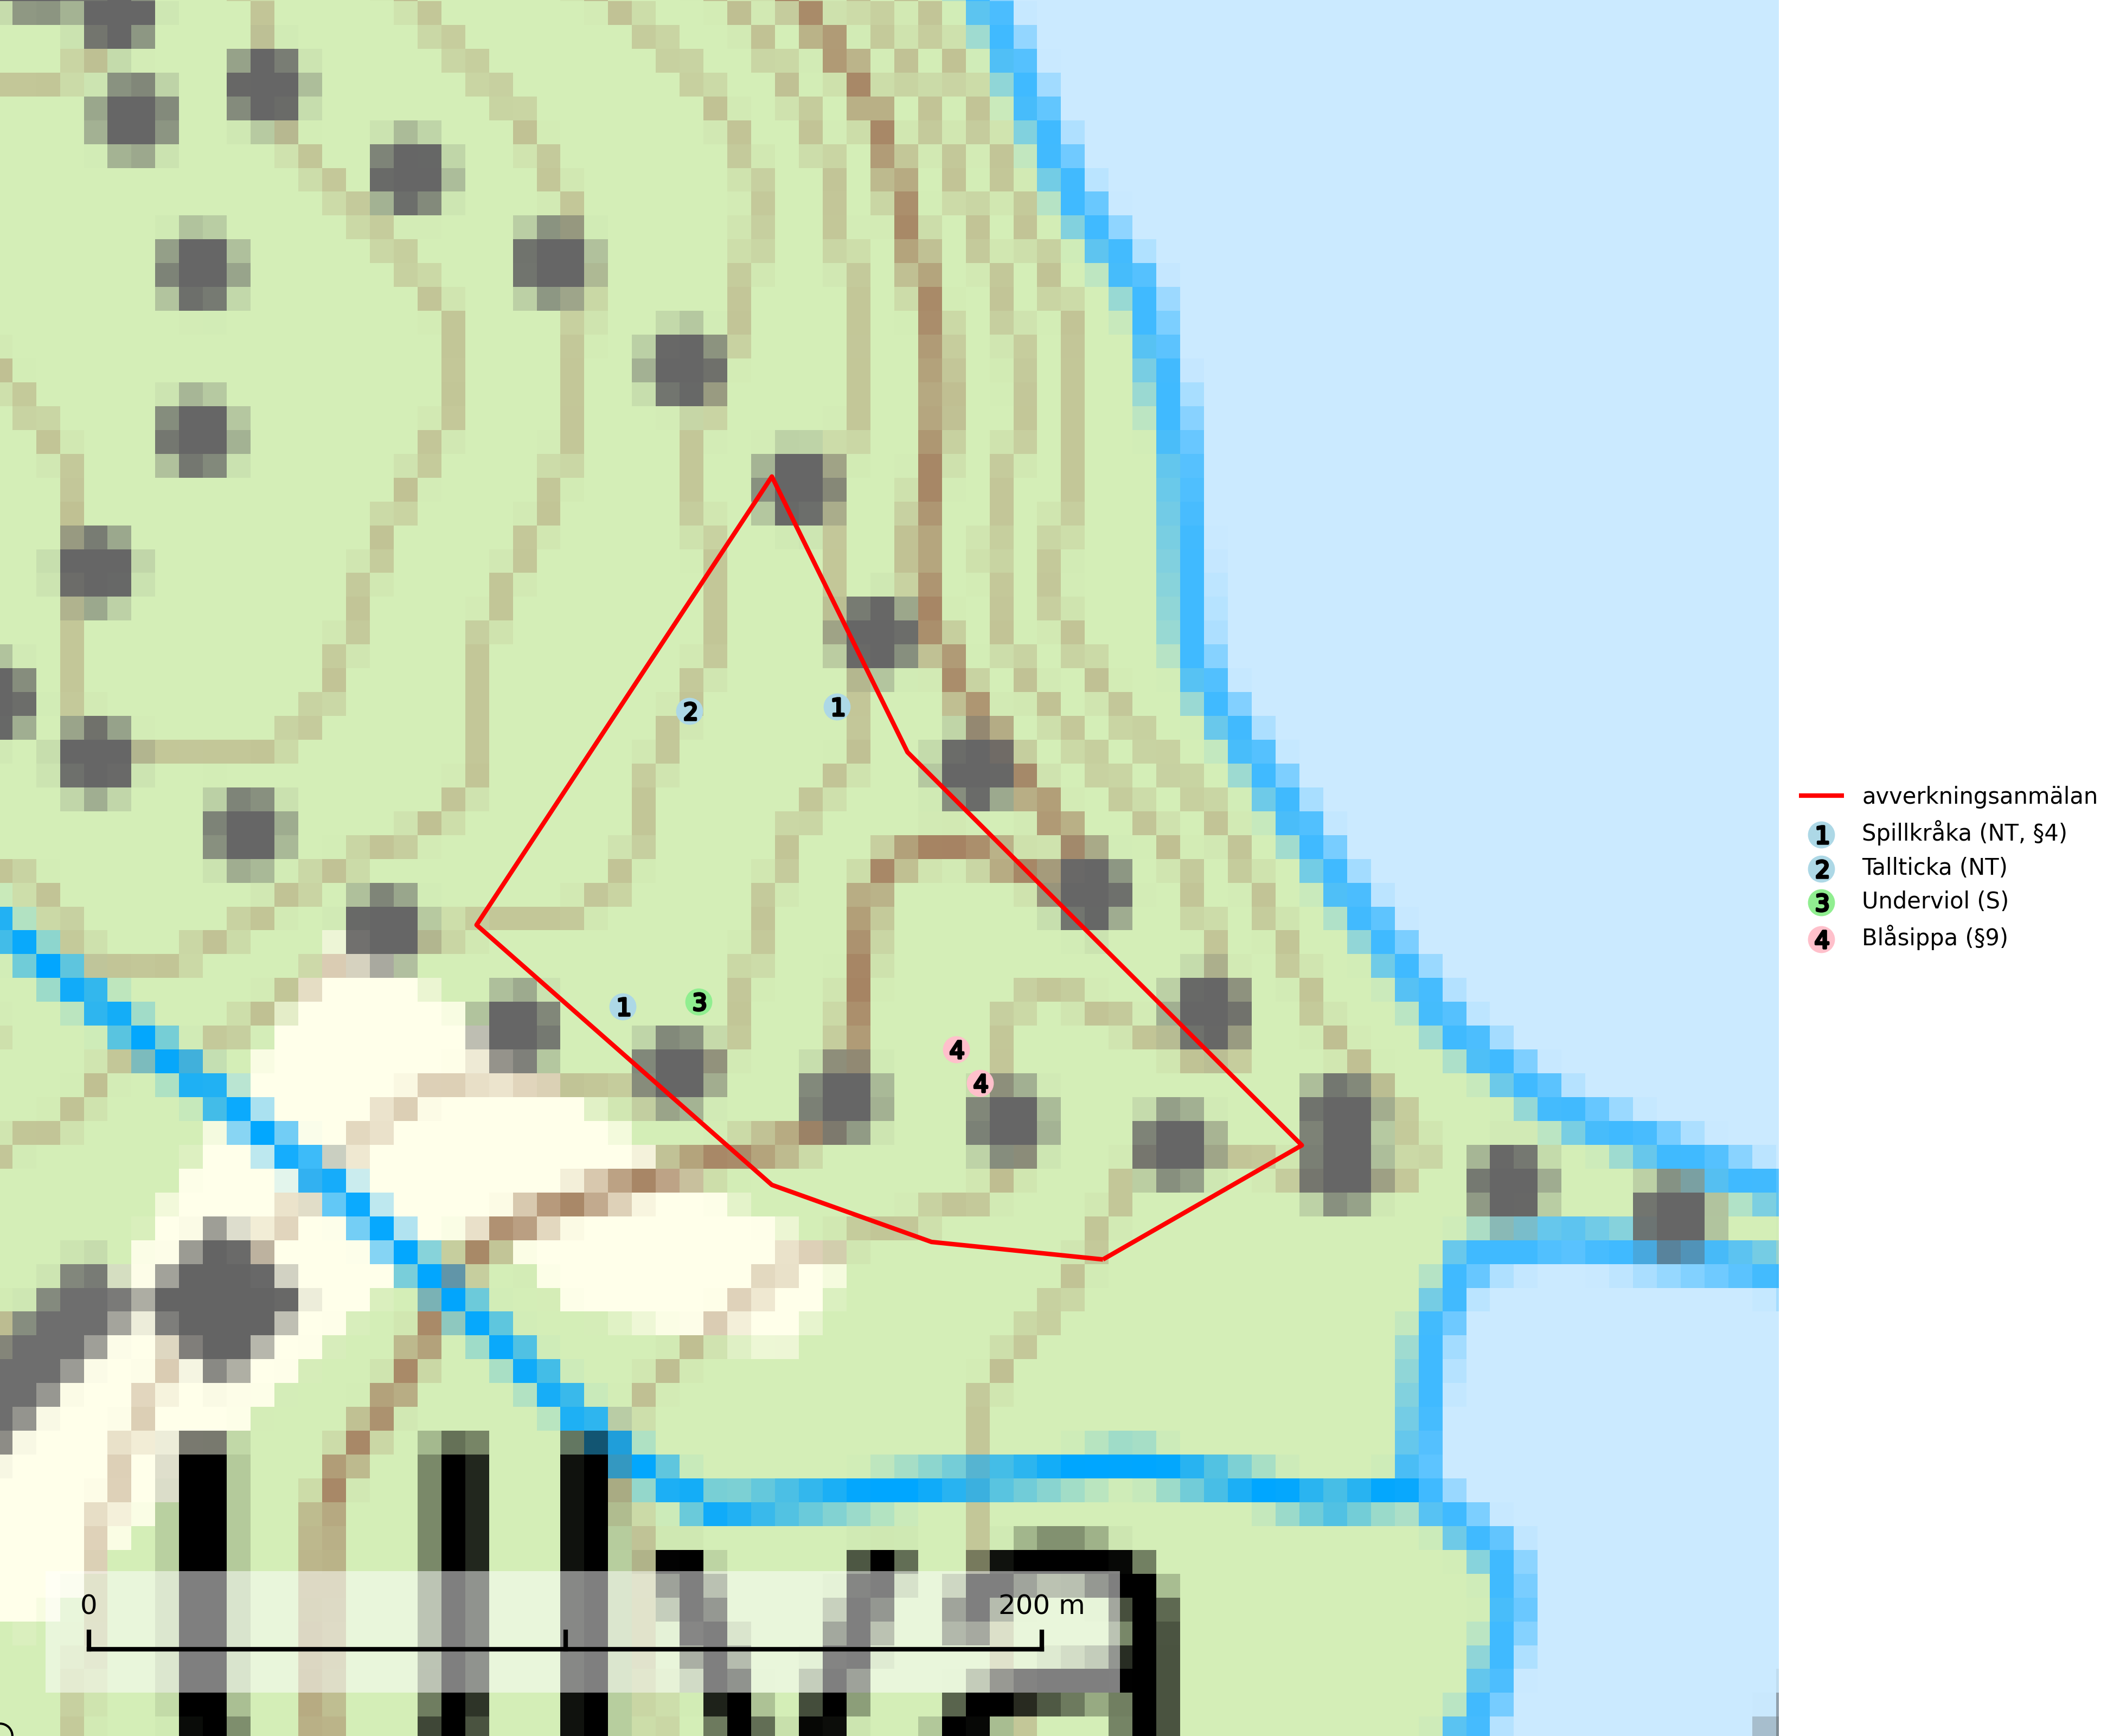 2
1
1
3
4
4
0
200 m
avverkningsanmälan
1 Spillkråka (NT, §4)
2 Tallticka (NT)
3 Underviol (S)
4 Blåsippa (§9)